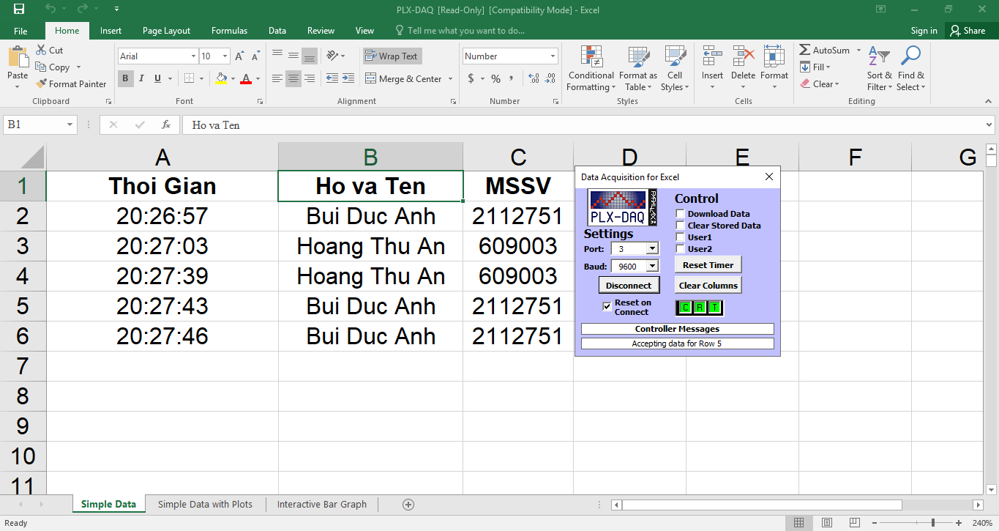 PLX-DAQ [Read-Only] [Compatibility Mode] - Excel
File Home Insert Page Layout Formulas Data Review View Tell me what you want to do... Sign in Share
Paste
Cut
Copy
Format Painter
Clipboard
Arial 10
B I U
Font
Wrap Text
Merge & Center
Alignment
Number
$ % ,
Number
Conditional Formatting
Format as Table
Cell Styles
Styles
Insert Delete Format
Cells
AutoSum
Fill
Clear
Sort & Filter
Find & Select
Editing
B1 fx Ho va Ten
A B C D E F G
1 Thoi Gian Ho va Ten MSSV
2 20:26:57 Bui Duc Anh 2112751
3 20:27:03 Hoang Thu An 609003
4 20:27:39 Hoang Thu An 609003
5 20:27:43 Bui Duc Anh 2112751
6 20:27:46 Bui Duc Anh 2112751
7
8
9
10
11
Data Acquisition for Excel
PLX-DAQ
PARALLAX
Control
Download Data
Clear Stored Data
User1
User2
Settings
Port: 3
Baud: 9600
Reset Timer
Disconnect
Clear Columns
Reset on
Connect
C R T
Controller Messages
Accepting data for Row 5
Simple Data Simple Data with Plots Interactive Bar Graph
Ready 240%